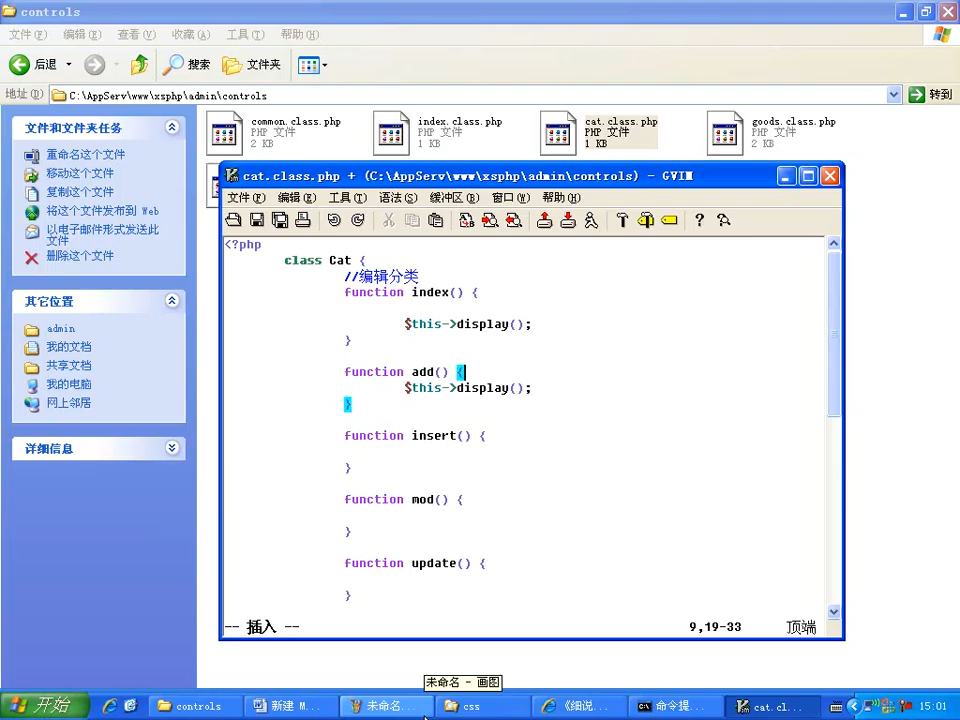 controls
文件(F) 编辑(E) 查看(V) 收藏(A) 工具(T) 帮助(H)
后退 搜索 文件夹
地址(D) C:\AppServ\www\xsphp\admin\controls 转到
文件和文件夹任务
重命名这个文件
移动这个文件
复制这个文件
将这个文件发布到 Web
以电子邮件形式发送此
文件
删除这个文件
其它位置
admin
我的文档
共享文档
我的电脑
网上邻居
详细信息
common.class.php
PHP 文件
2 KB
index.class.php
PHP 文件
1 KB
cat.class.php
PHP 文件
1 KB
goods.class.php
PHP 文件
2 KB
cat.class.php + (C:\AppServ\www\xsphp\admin\controls) - GVIM
文件(F) 编辑(E) 工具(T) 语法(S) 缓冲区(B) 窗口(W) 帮助(H)
<?php
class Cat {
//编辑分类
function index() {
$this->display();
}
function add() {
$this->display();
}
function insert() {
}
function mod() {
}
function update() {
}
-- 插入 -- 9,19-33 顶端
未命名 - 画图
开始 controls 新建 M... 未命名... css 《细说... 命令提... cat.cl... 15:01